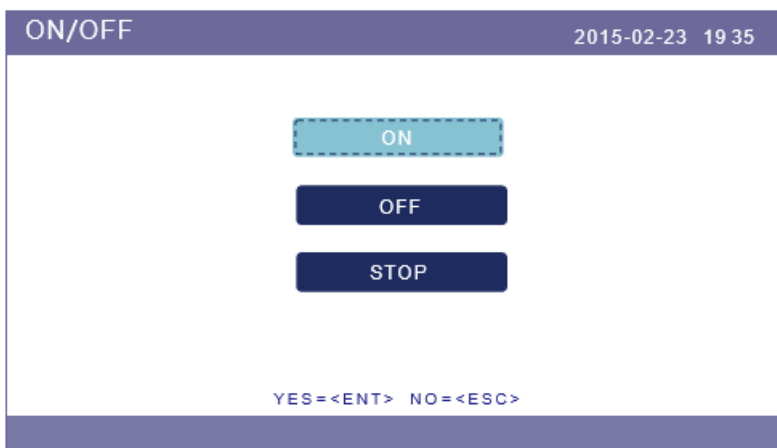 ON/OFF
2015-02-23 19 35
ON
OFF
STOP
YES=<ENT> NO=<ESC>